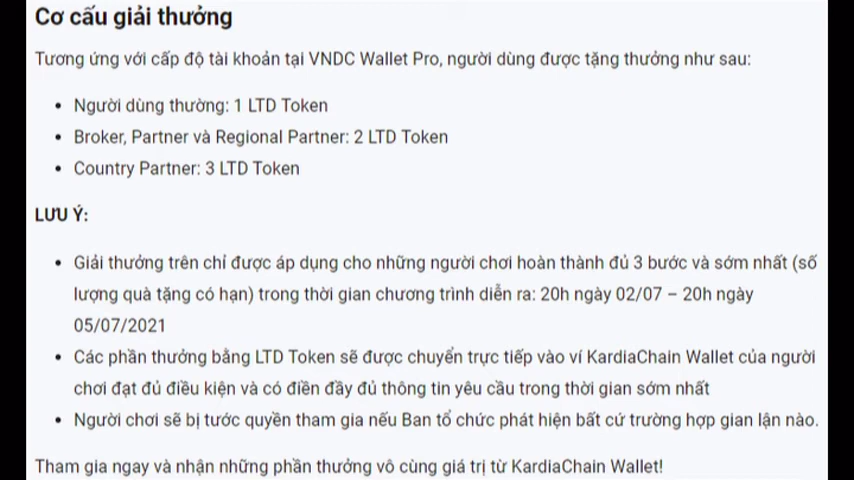 Cơ cấu giải thưởng
Tương ứng với cấp độ tài khoản tại VNDC Wallet Pro, người dùng được tặng thưởng như sau:
• Người dùng thường: 1 LTD Token
• Broker, Partner và Regional Partner: 2 LTD Token
• Country Partner: 3 LTD Token
LƯU Ý:
• Giải thưởng trên chỉ được áp dụng cho những người chơi hoàn thành đủ 3 bước và sớm nhất (số
lượng quà tặng có hạn) trong thời gian chương trình diễn ra: 20h ngày 02/07 – 20h ngày
05/07/2021
• Các phần thưởng bằng LTD Token sẽ được chuyển trực tiếp vào ví KardiaChain Wallet của người
chơi đạt đủ điều kiện và có điền đầy đủ thông tin yêu cầu trong thời gian sớm nhất
• Người chơi sẽ bị tước quyền tham gia nếu Ban tổ chức phát hiện bất cứ trường hợp gian lận nào.
Tham gia ngay và nhận những phần thưởng vô cùng giá trị từ KardiaChain Wallet!